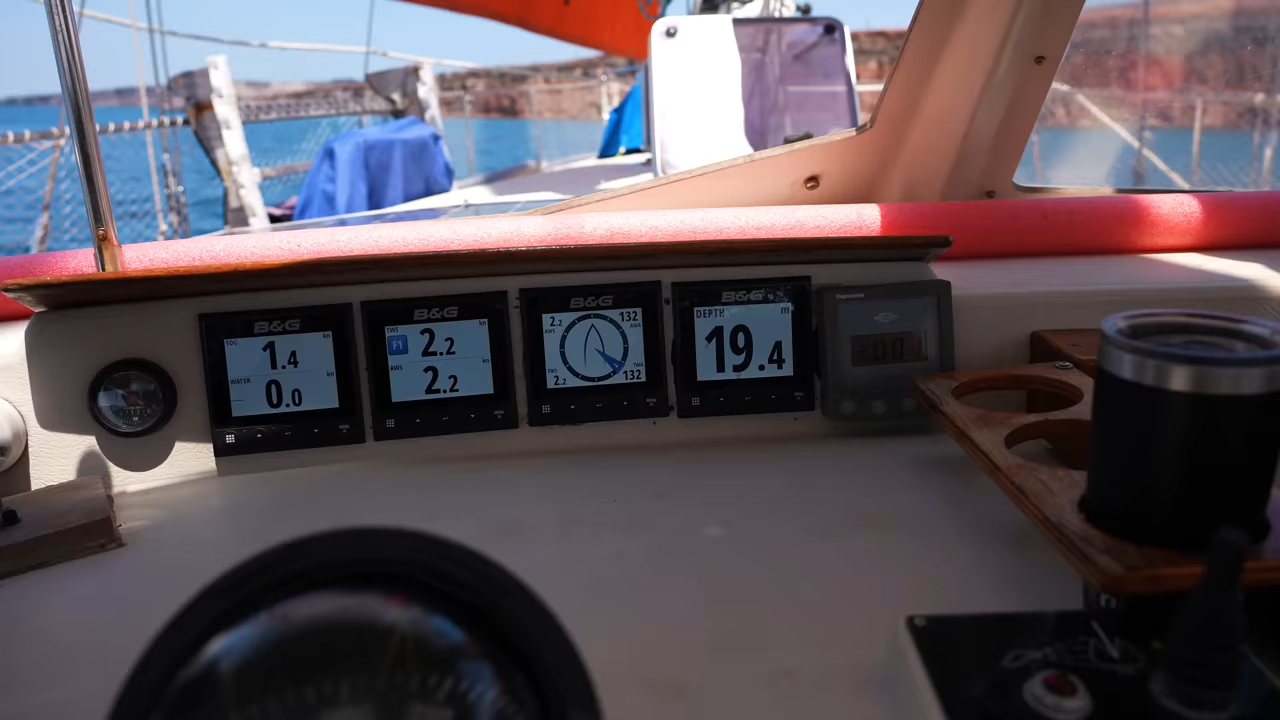 B&G
SOG
kn
1.4
WATER
kn
0.0
B&G
TWS
kn
F1
2.2
AWS
kn
2.2
B&G
2.2
AWS
132
AWA
TWS
2.2
TWA
132
B&G
DEPTH
m
19.4
Raymarine